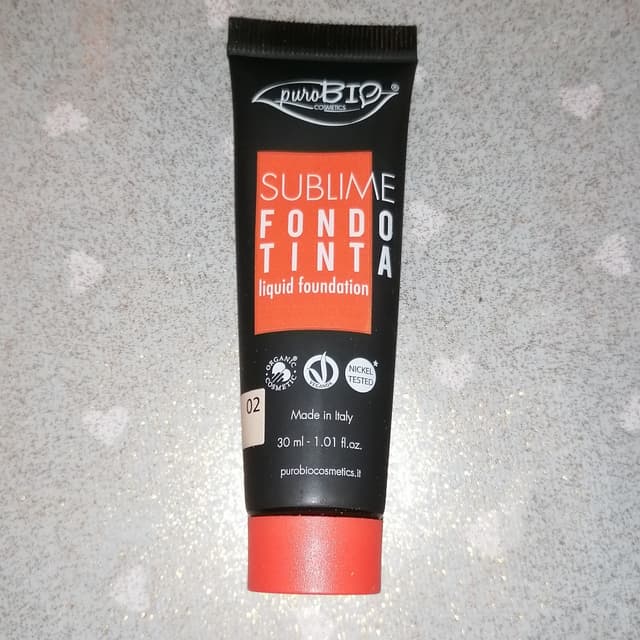 puroBIO®
COSMETICS
SUBLIME
FONDO
TINTA
liquid foundation
ORGANIC®
COSMETIC
VEGANOK
NICKEL
TESTED
*
02
Made in Italy
30 ml - 1.01 fl.oz.
purobiocosmetics.it